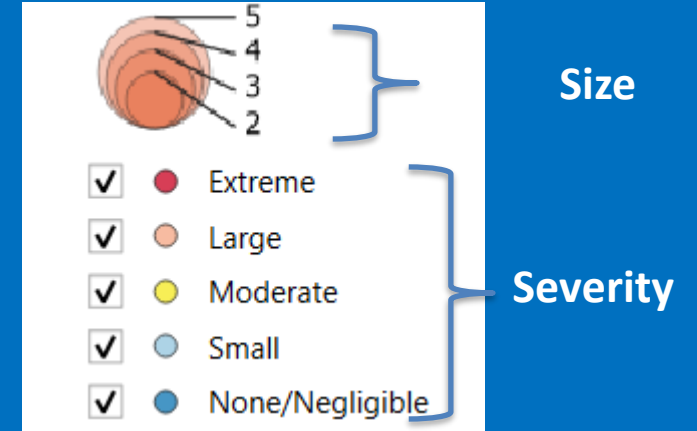 5
4
3
2
Size
Extreme
Large
Moderate
Severity
Small
None/Negligible